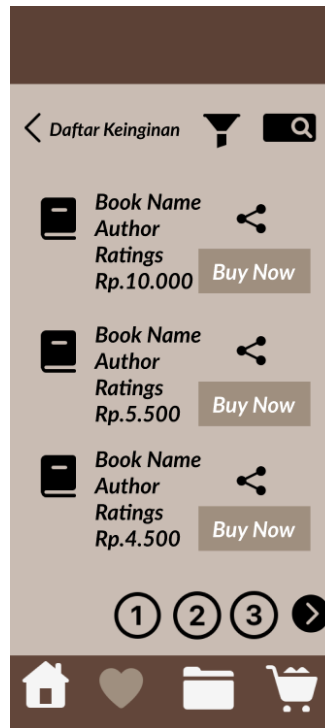 Daftar Keinginan
Book Name
Author
Ratings
Rp.10.000
Buy Now
Book Name
Author
Ratings
Rp.5.500
Buy Now
Book Name
Author
Ratings
Rp.4.500
Buy Now
1 2 3